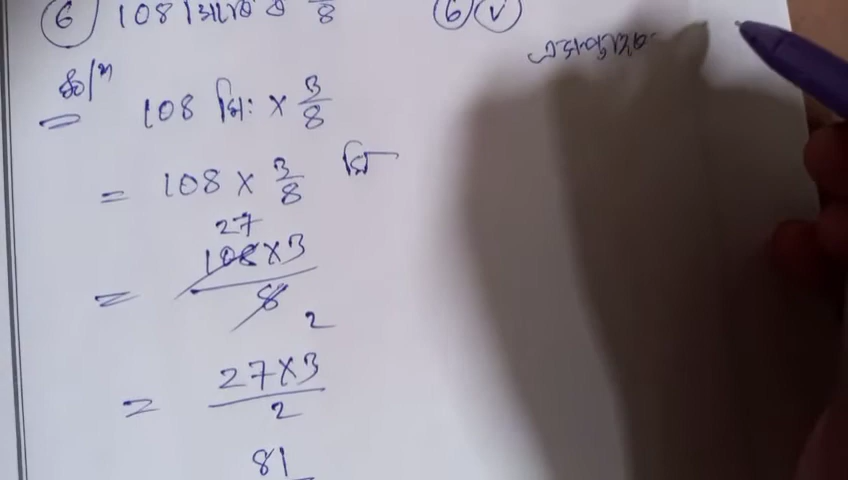 6 108 3/8
6 v
108 মি: × 3/8
= 108 × 3/8 মি
27
= 108×3
8 2
= 27×3
2
81